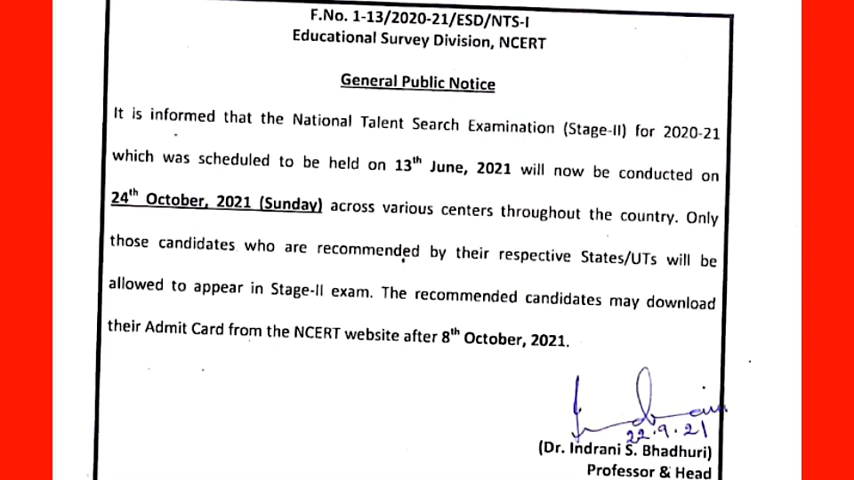 F.No. 1-13/2020-21/ESD/NTS-I
Educational Survey Division, NCERT
General Public Notice
It is informed that the National Talent Search Examination (Stage-II) for 2020-21
which was scheduled to be held on 13th June, 2021 will now be conducted on
24th October, 2021 (Sunday) across various centers throughout the country. Only
those candidates who are recommended by their respective States/UTs will be
allowed to appear in Stage-II exam. The recommended candidates may download
their Admit Card from the NCERT website after 8th October, 2021.
22.9.21
(Dr. Indrani S. Bhadhuri)
Professor & Head